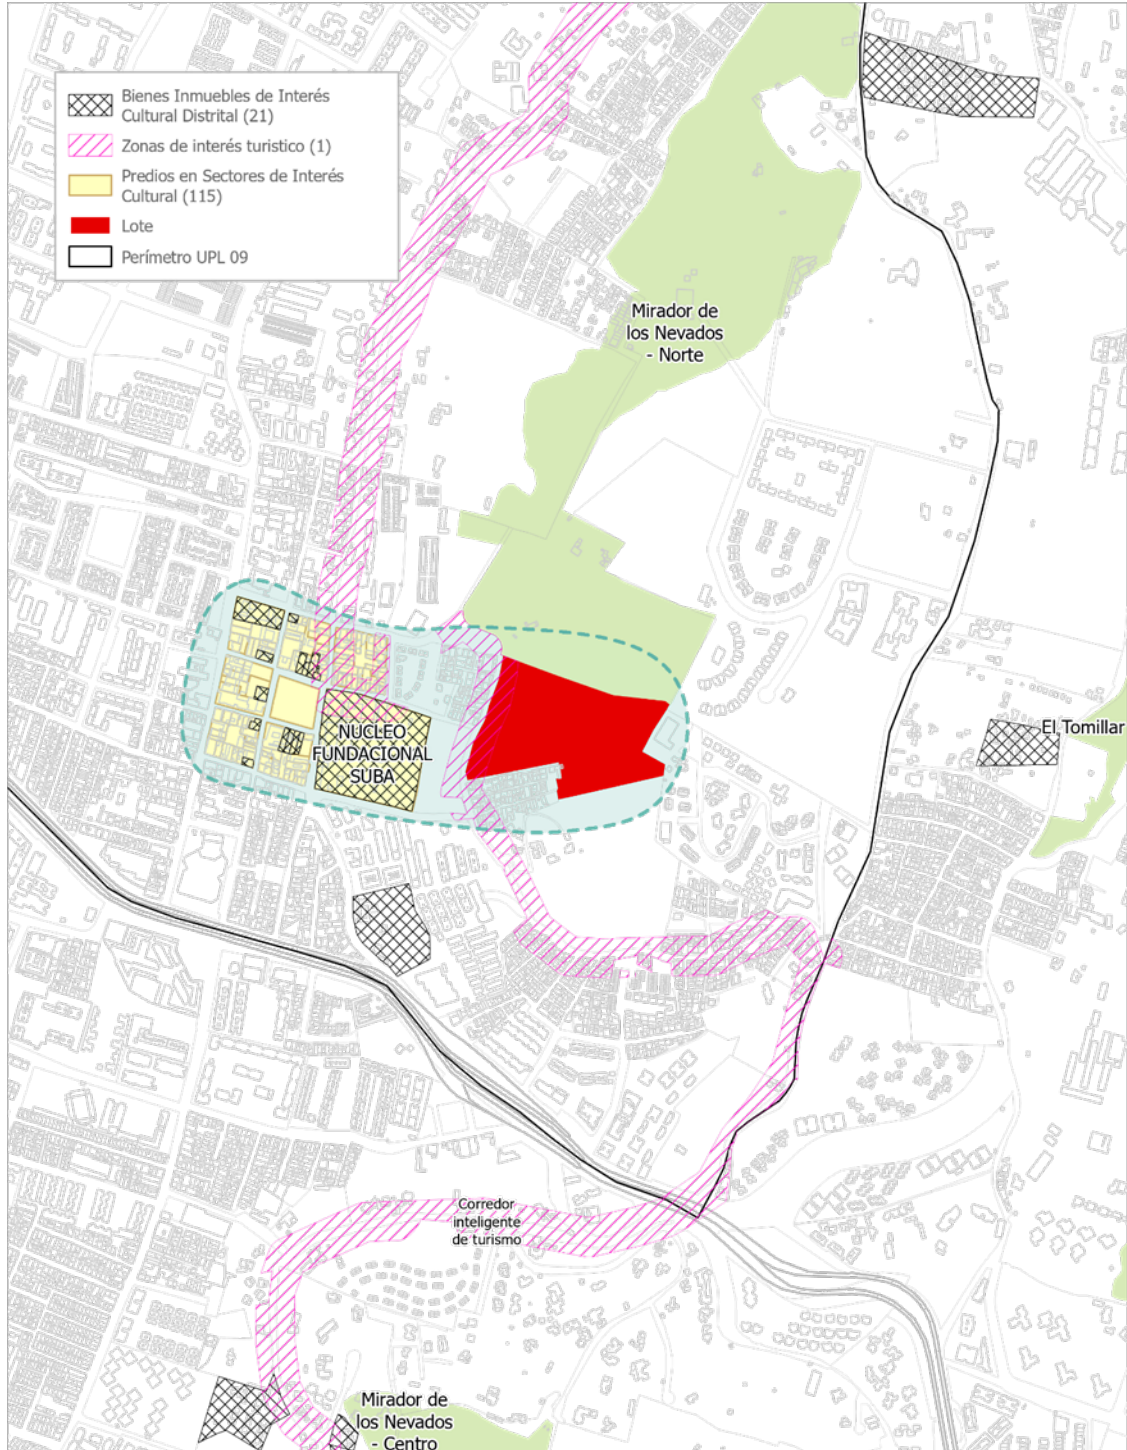 Bienes Inmuebles de Interés
Cultural Distrital (21)
Zonas de interés turistico (1)
Predios en Sectores de Interés
Cultural (115)
Lote
Perímetro UPL 09
Mirador de
los Nevados
- Norte
NUCLEO
FUNDACIONAL
SUBA
El Tomillar
Corredor
inteligente
de turismo
Mirador de
los Nevados
- Centro